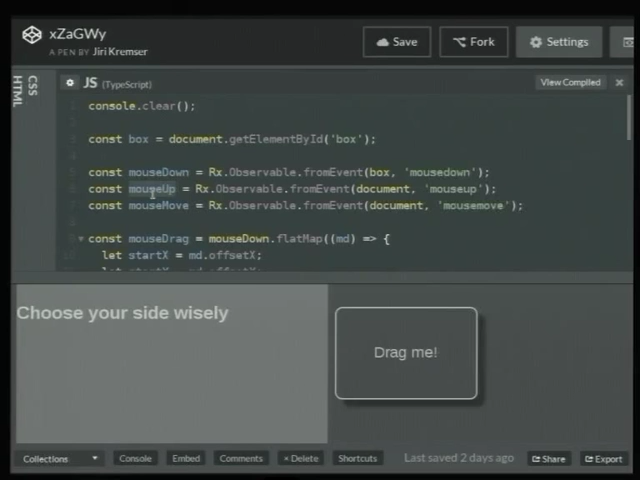 xZaGWy
A PEN BY Jiri Kremser
Save
Fork
Settings
HTML
CSS
JS (TypeScript)
View Compiled
console.clear();
const box = document.getElementById('box');
const mouseDown = Rx.Observable.fromEvent(box, 'mousedown');
const mouseUp = Rx.Observable.fromEvent(document, 'mouseup');
const mouseMove = Rx.Observable.fromEvent(document, 'mousemove');
const mouseDrag = mouseDown.flatMap((md) => {
let startX = md.offsetX;
Choose your side wisely
Drag me!
Collections
Console
Embed
Comments
× Delete
Shortcuts
Last saved 2 days ago
Share
Export